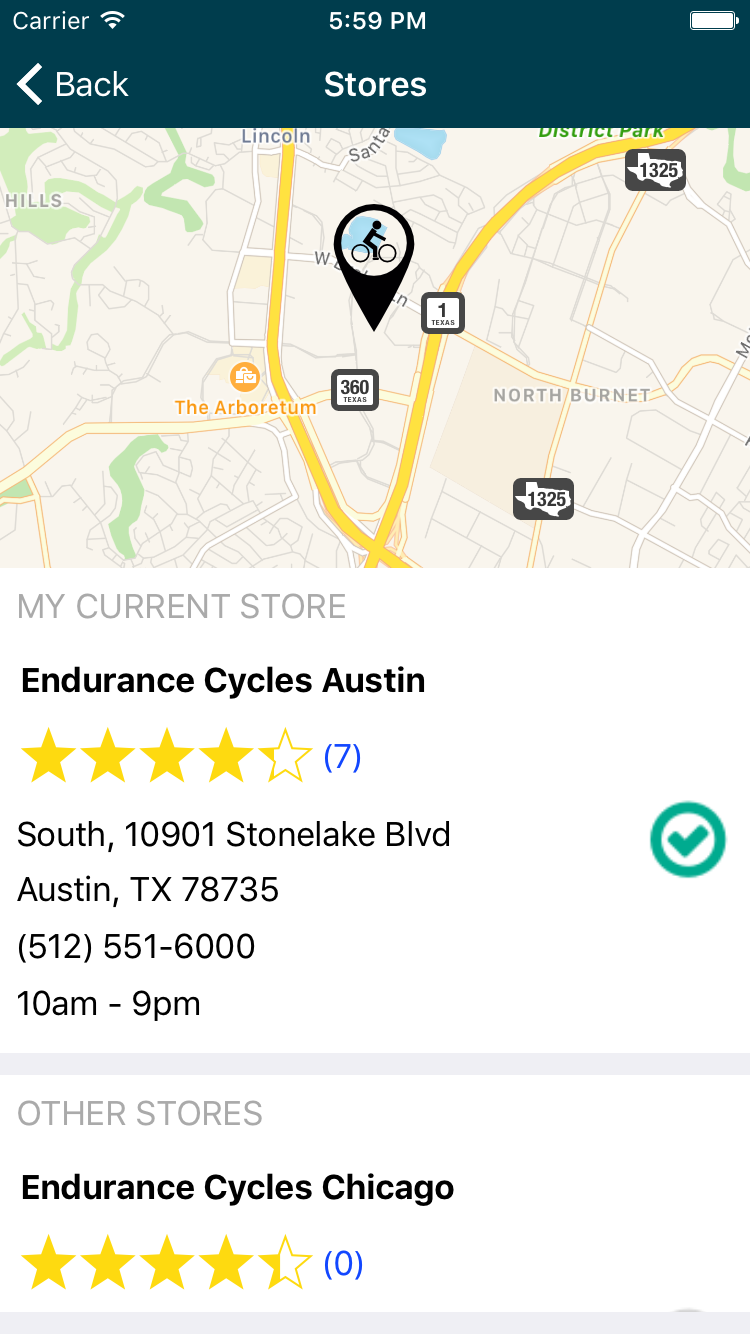 Carrier 5:59 PM
Back Stores
Lincoln
Santa
District Park
1325
HILLS
W
Ln
1
TEXAS
360
TEXAS
The Arboretum
NORTH BURNET
1325
MY CURRENT STORE
Endurance Cycles Austin
(7)
South, 10901 Stonelake Blvd
Austin, TX 78735
(512) 551-6000
10am - 9pm
OTHER STORES
Endurance Cycles Chicago
(0)